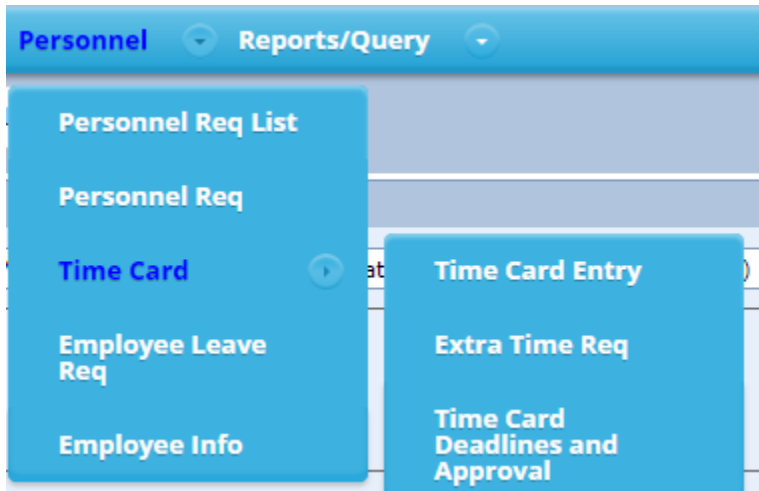 Personnel Reports/Query
Personnel Req List
Personnel Req
Time Card
at
)
Time Card Entry
Employee Leave
Req
Extra Time Req
Employee Info
Time Card
Deadlines and
Approval